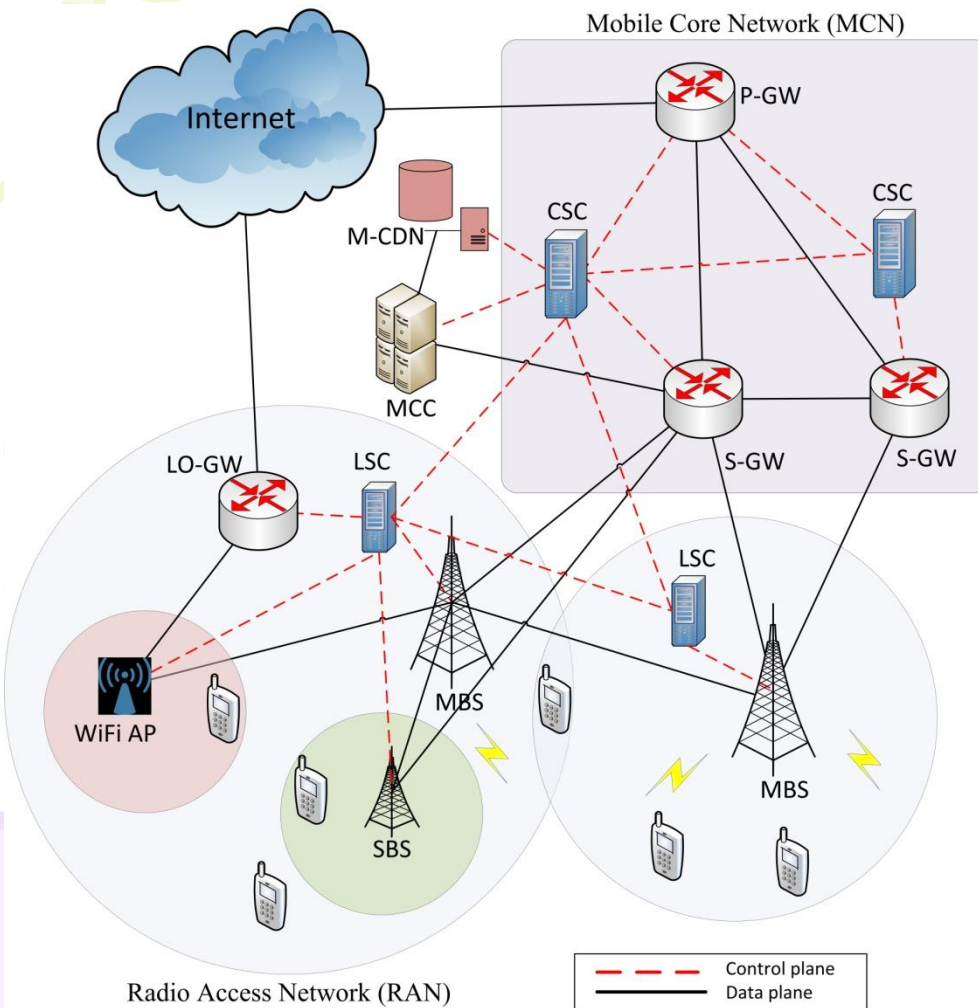 Mobile Core Network (MCN)
P-GW
Internet
CSC
CSC
M-CDN
MCC
S-GW
S-GW
LO-GW
LSC
LSC
MBS
WiFi AP
MBS
SBS
Radio Access Network (RAN)
Control plane
Data plane